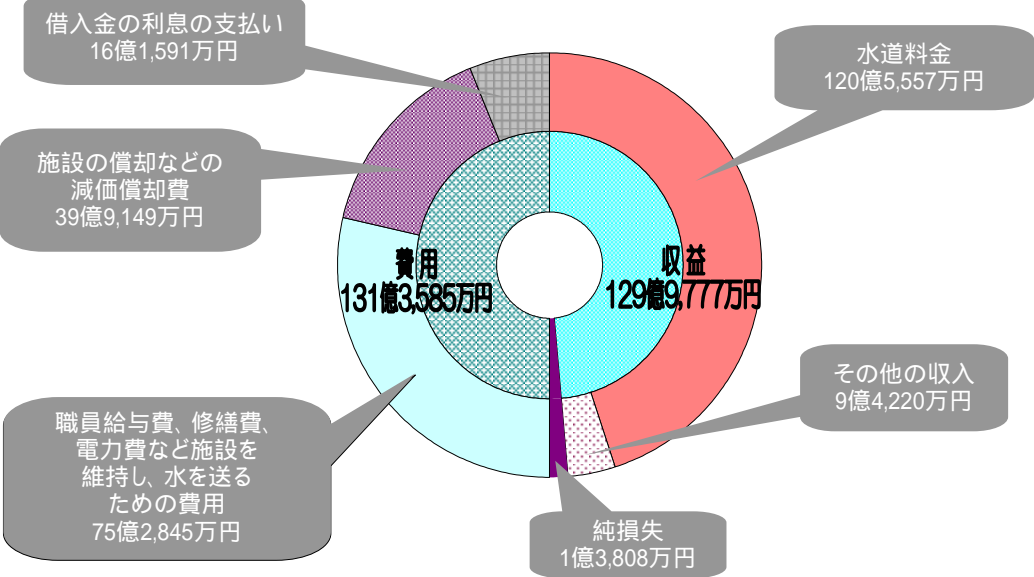 借入金の利息の支払い
16億1,591万円
水道料金
120億5,557万円
施設の償却などの
減価償却費
39億9,149万円
費用
131億3,585万円
収益
129億9,777万円
その他の収入
9億4,220万円
職員給与費、修繕費、
電力費など施設を
維持し、水を送る
ための費用
75億2,845万円
純損失
1億3,808万円